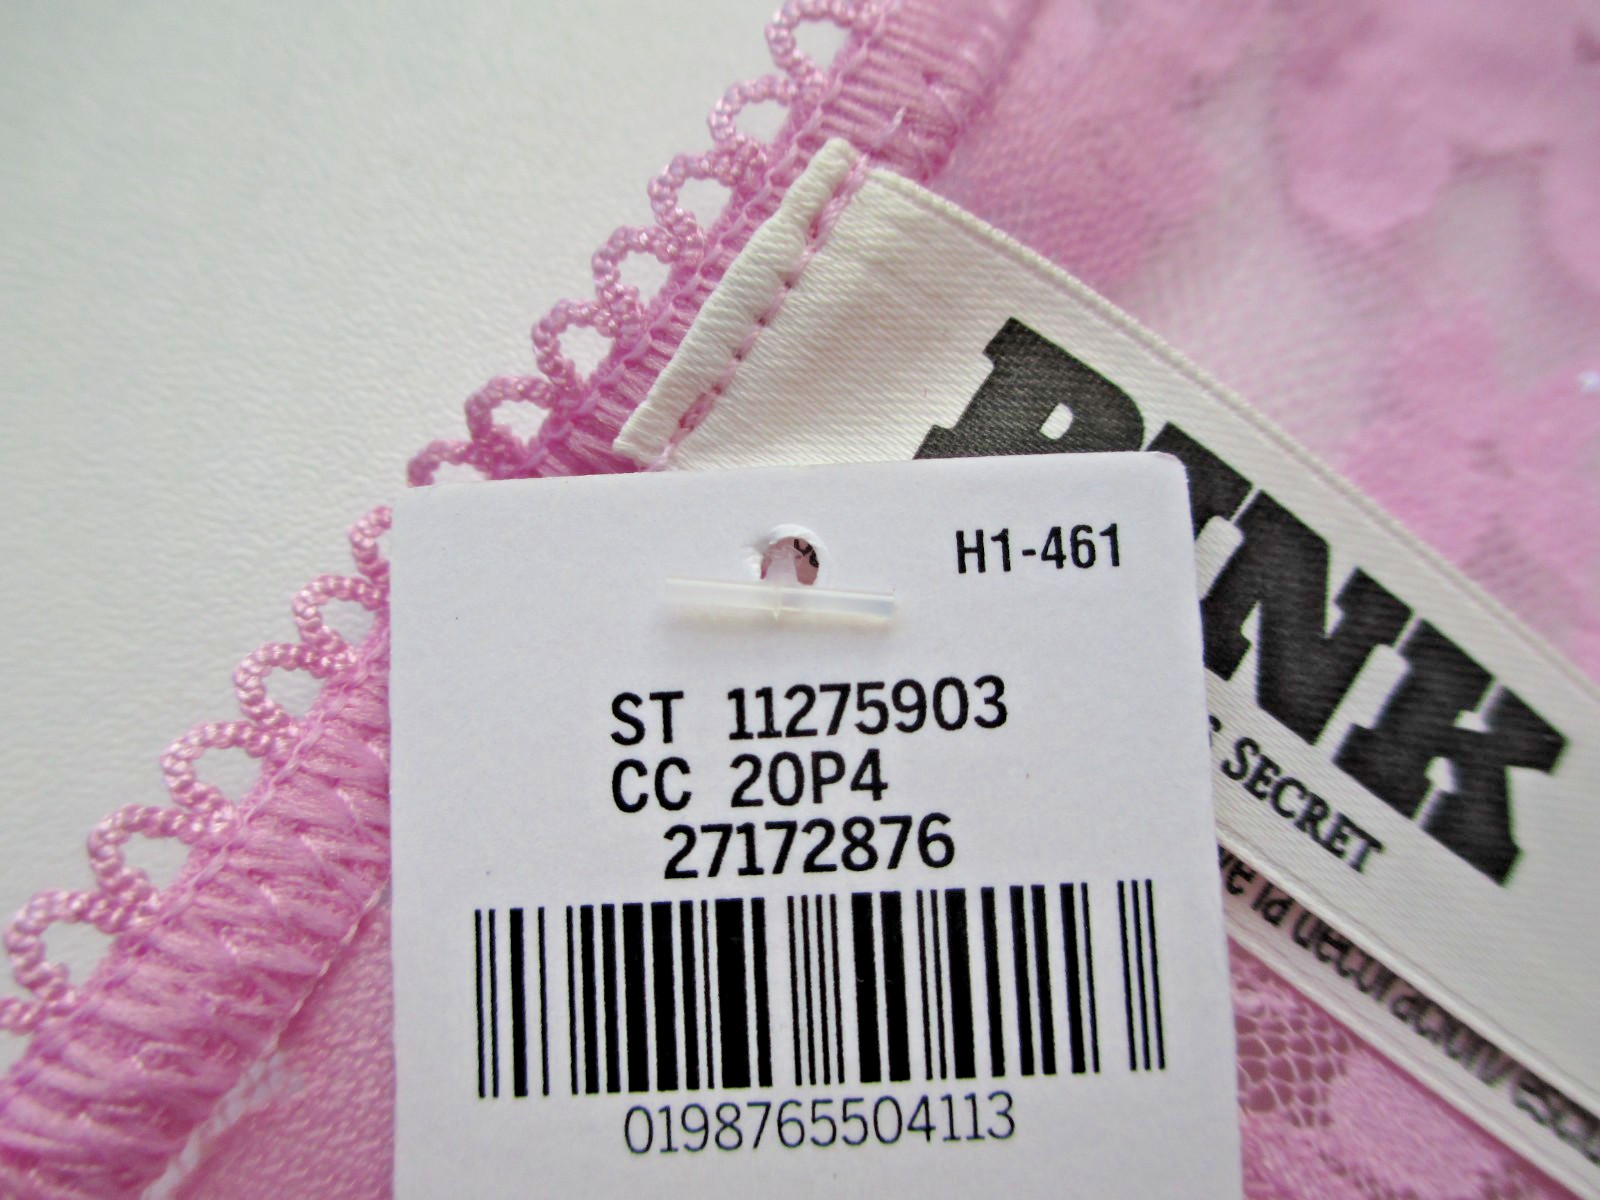 PINK
SECRET
H1-461
ST 11275903
CC 20P4
27172876
0198765504113